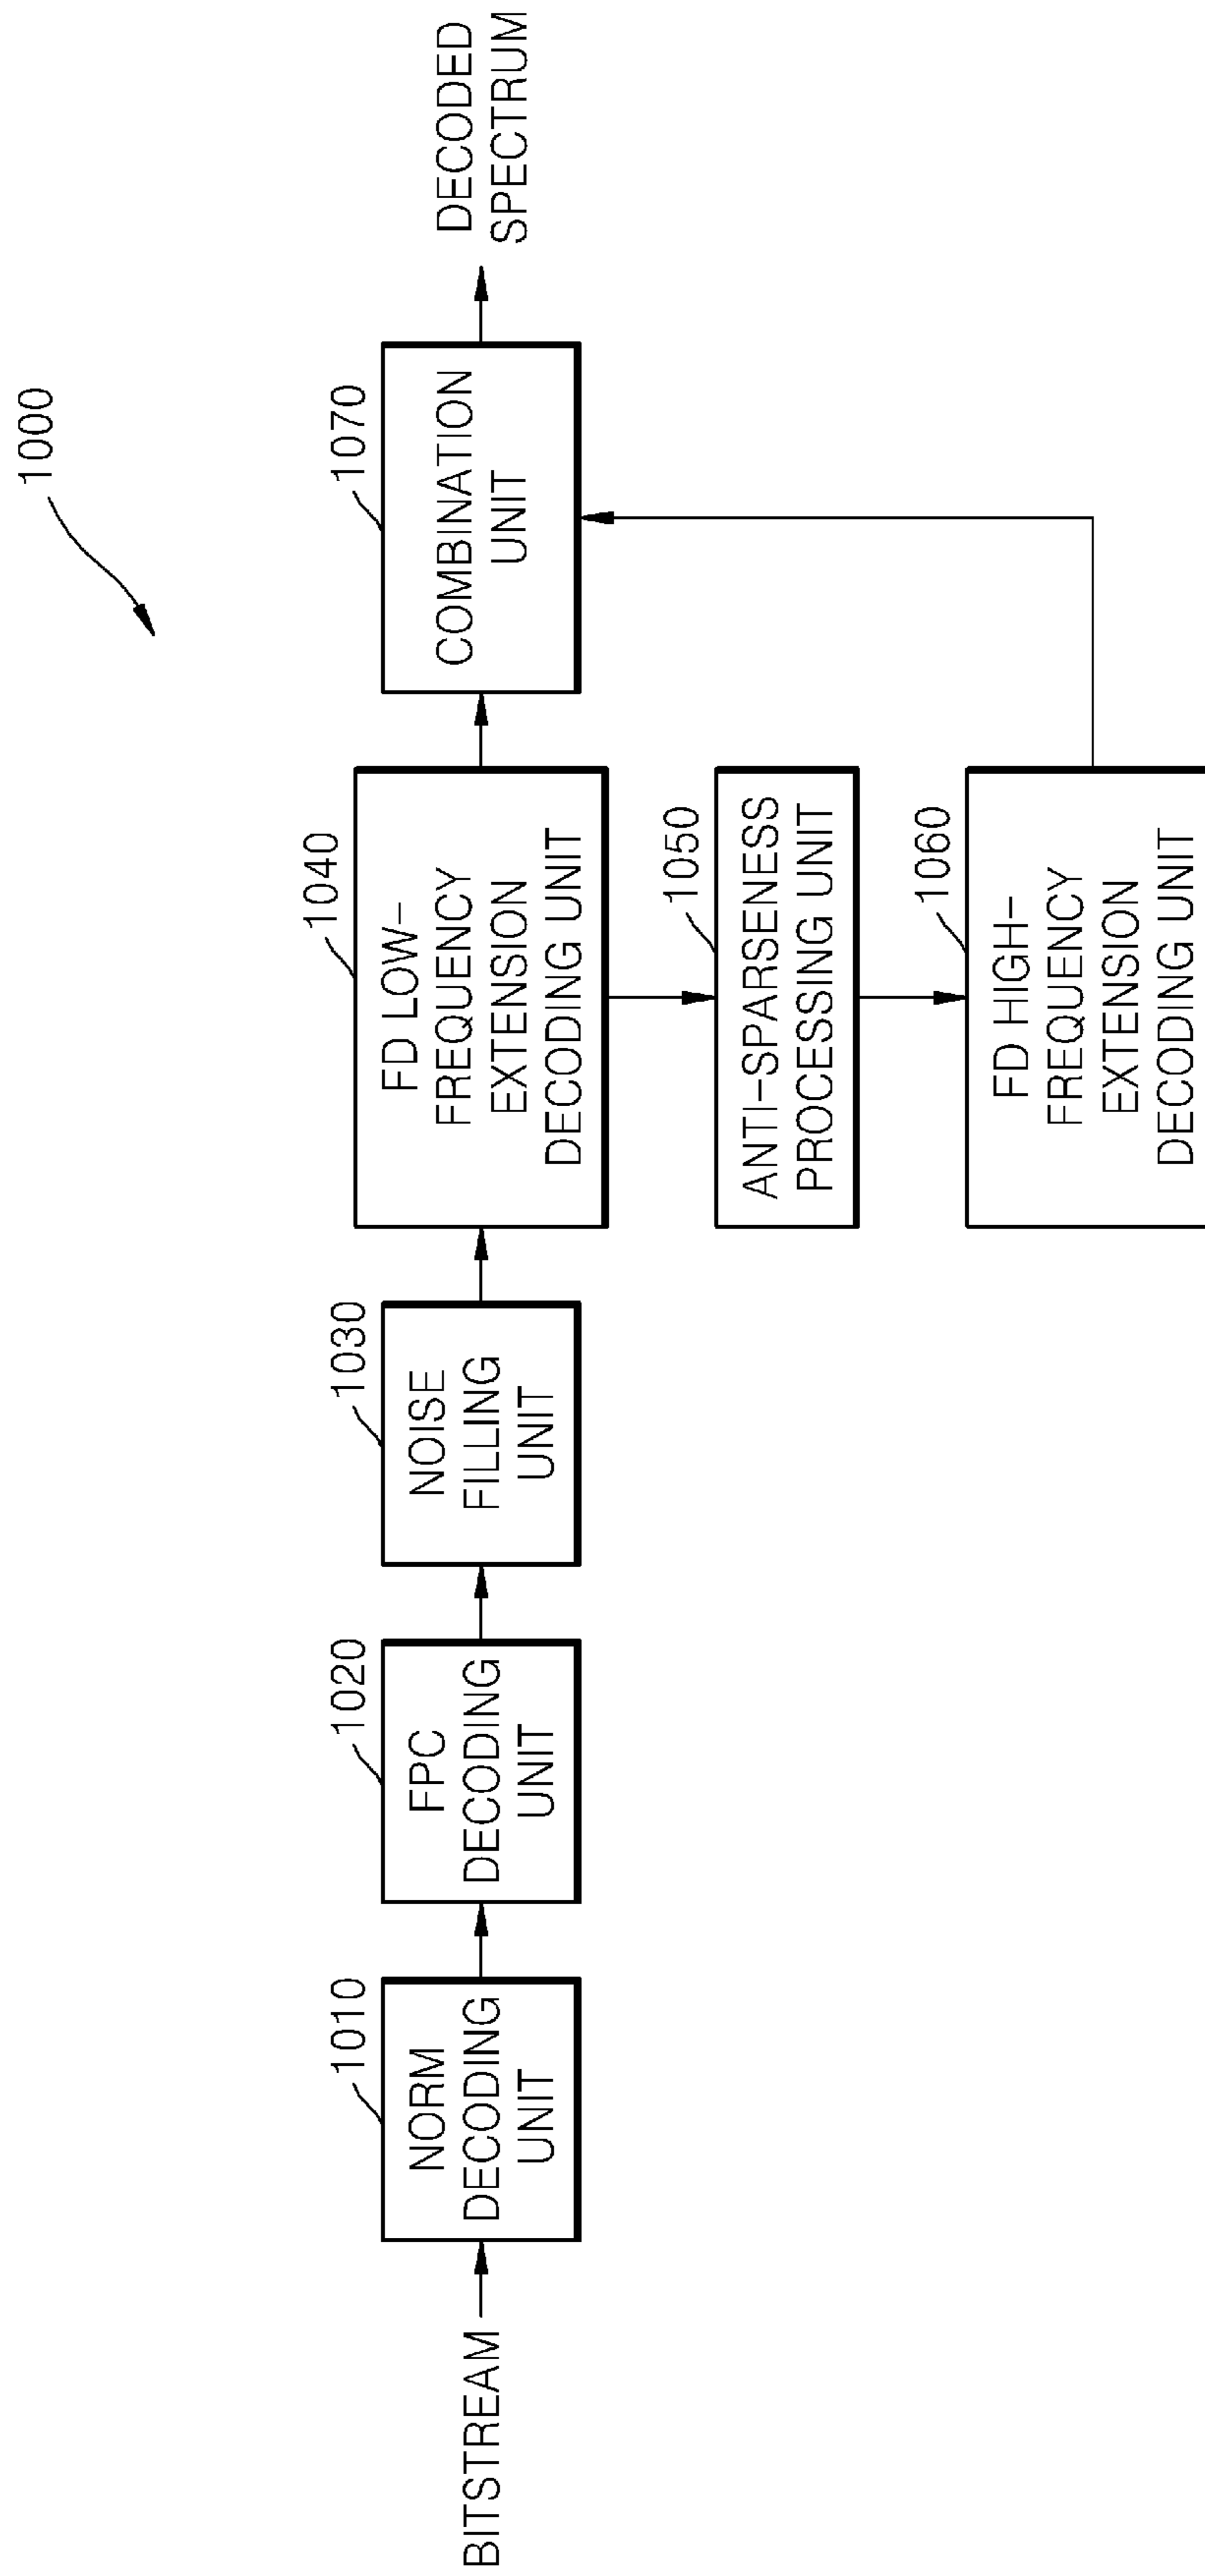 1000
BITSTREAM
1010
NORM
DECODING
UNIT
1020
FPC
DECODING
UNIT
1030
NOISE
FILLING
UNIT
1040
FD LOW-
FREQUENCY
EXTENSION
DECODING UNIT
1070
COMBINATION
UNIT
DECODED
SPECTRUM
1050
ANTI-SPARSENESS
PROCESSING UNIT
1060
FD HIGH-
FREQUENCY
EXTENSION
DECODING UNIT